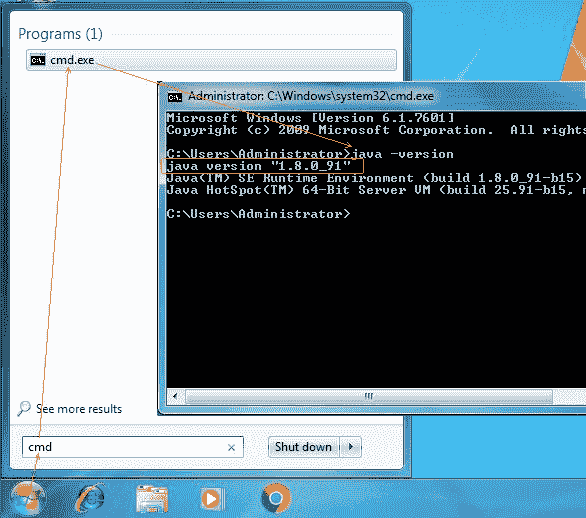 Programs (1)
cmd.exe
Administrator: C:\Windows\system32\cmd.exe
Microsoft Windows [Version 6.1.7601]
Copyright (c) 2009 Microsoft Corporation.  All rights
C:\Users\Administrator>java -version
java version "1.8.0_91"
Java(TM) SE Runtime Environment (build 1.8.0_91-b15)
Java HotSpot(TM) 64-Bit Server VM (build 25.91-b15,
C:\Users\Administrator>
See more results
cmd
Shut down